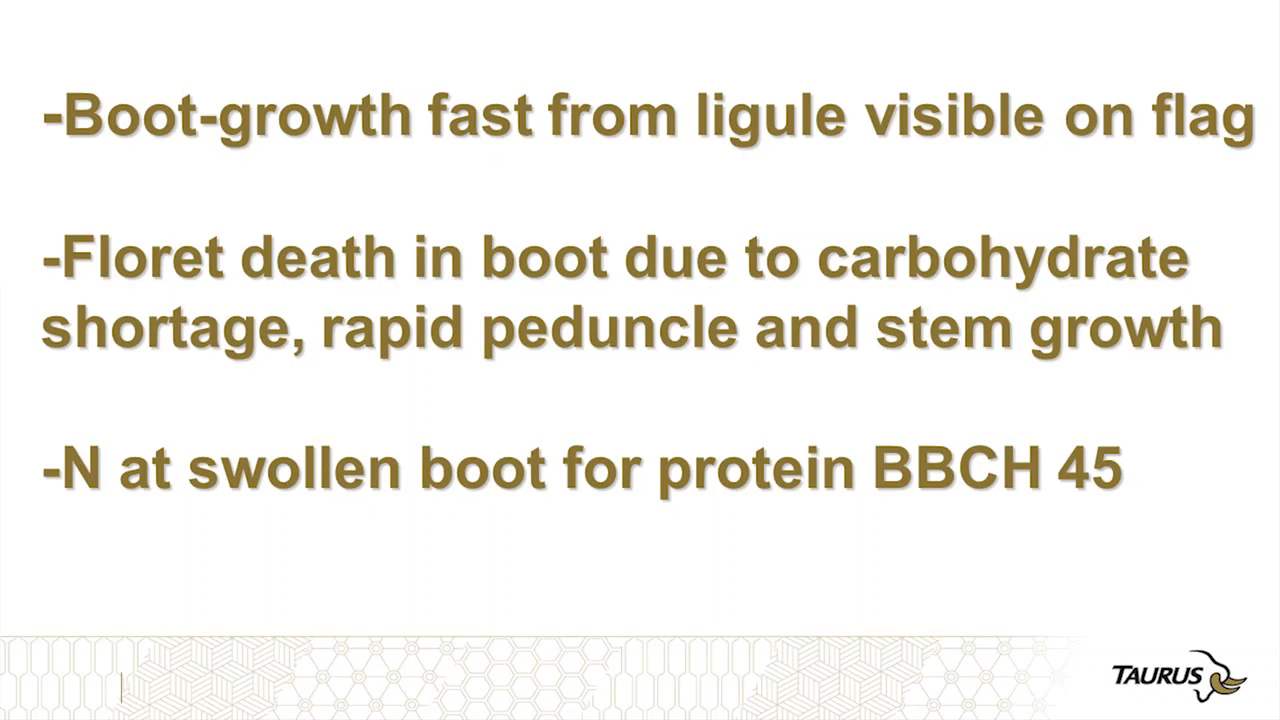 -Boot-growth fast from ligule visible on flag
-Floret death in boot due to carbohydrate
shortage, rapid peduncle and stem growth
-N at swollen boot for protein BBCH 45
TAURUS